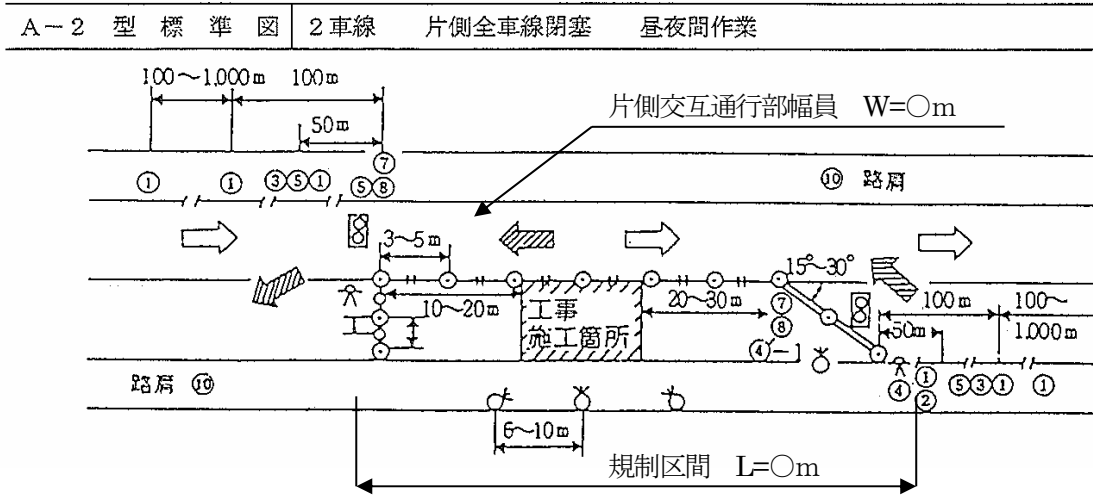 A－2 型 標 準 図 2車線 片側全車線閉塞 昼夜間作業
100～1,000m 100m
50m
片側交互通行部幅員 W=○m
⑦
① ① ③⑤① ⑤⑧
⑩ 路肩
3～5m
15°～30°
10～20m
工事
施工箇所
20～30m
⑦
⑧
④-1
100m 100～
1,000m
50m
路肩 ⑩
④ ① ⑤③① ①
②
6～10m
規制区間 L=○m